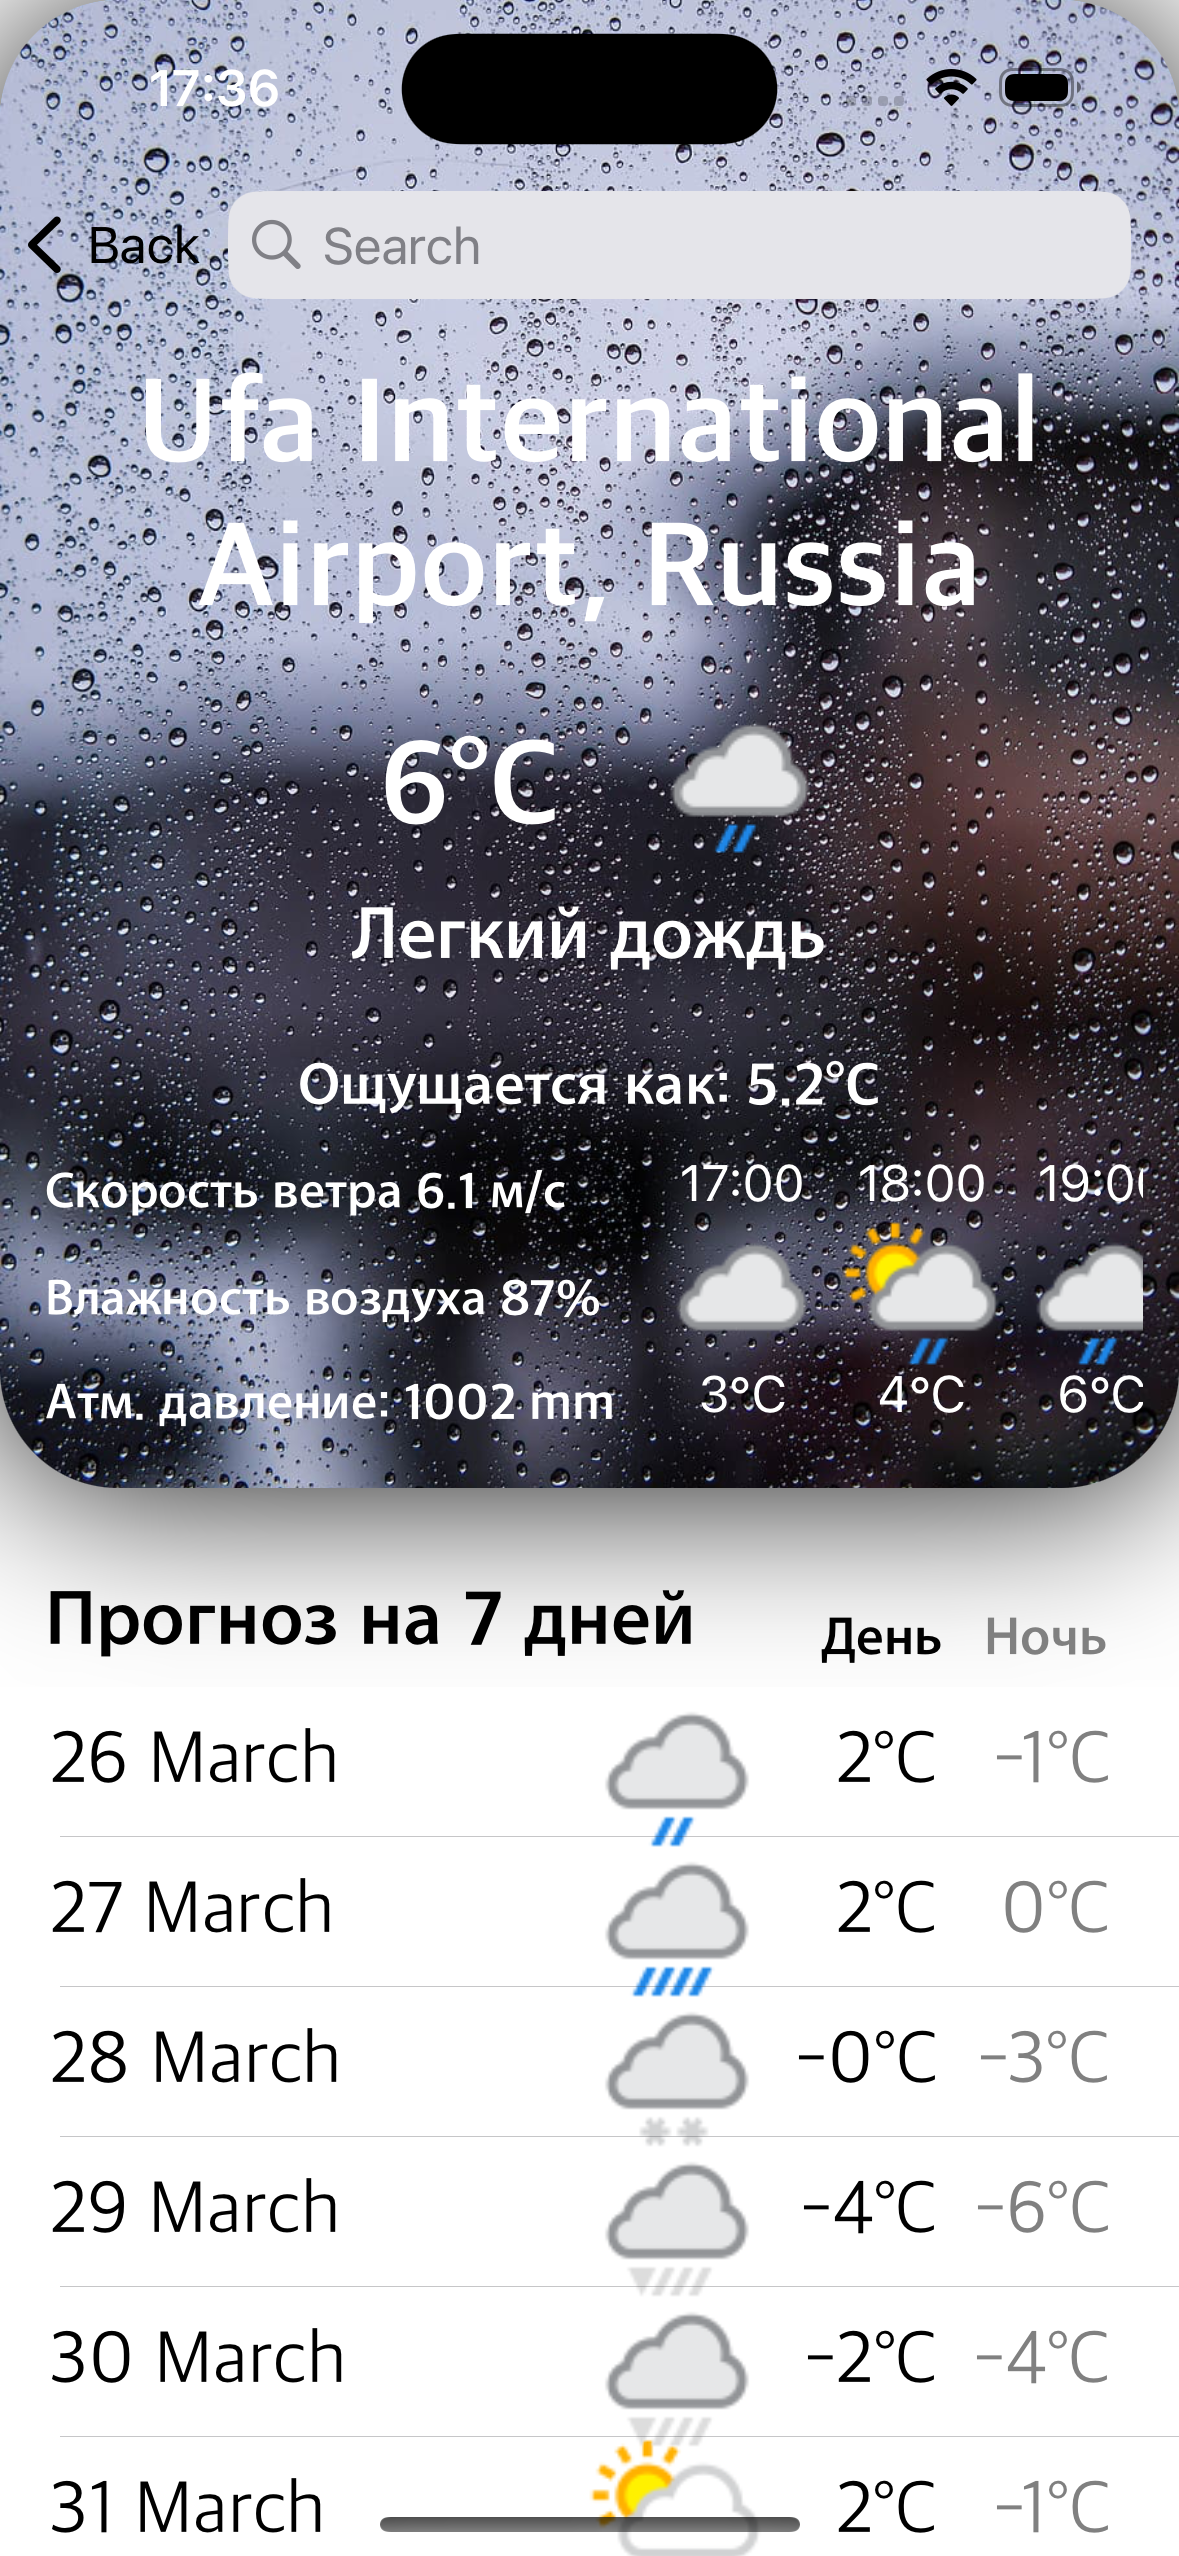 17:36
Back
Search
Ufa International
Airport, Russia
6°C
Легкий дождь
Ощущается как: 5.2°C
Скорость ветра 6.1 м/с
Влажность воздуха 87%
Атм. давление: 1002 mm
17:00 18:00
3°C 4°C 6°C
Прогноз на 7 дней День Ночь
26 March 2°C -1°C
27 March 2°C 0°C
28 March -0°C -3°C
29 March -4°C -6°C
30 March -2°C -4°C
31 March 2°C -1°C